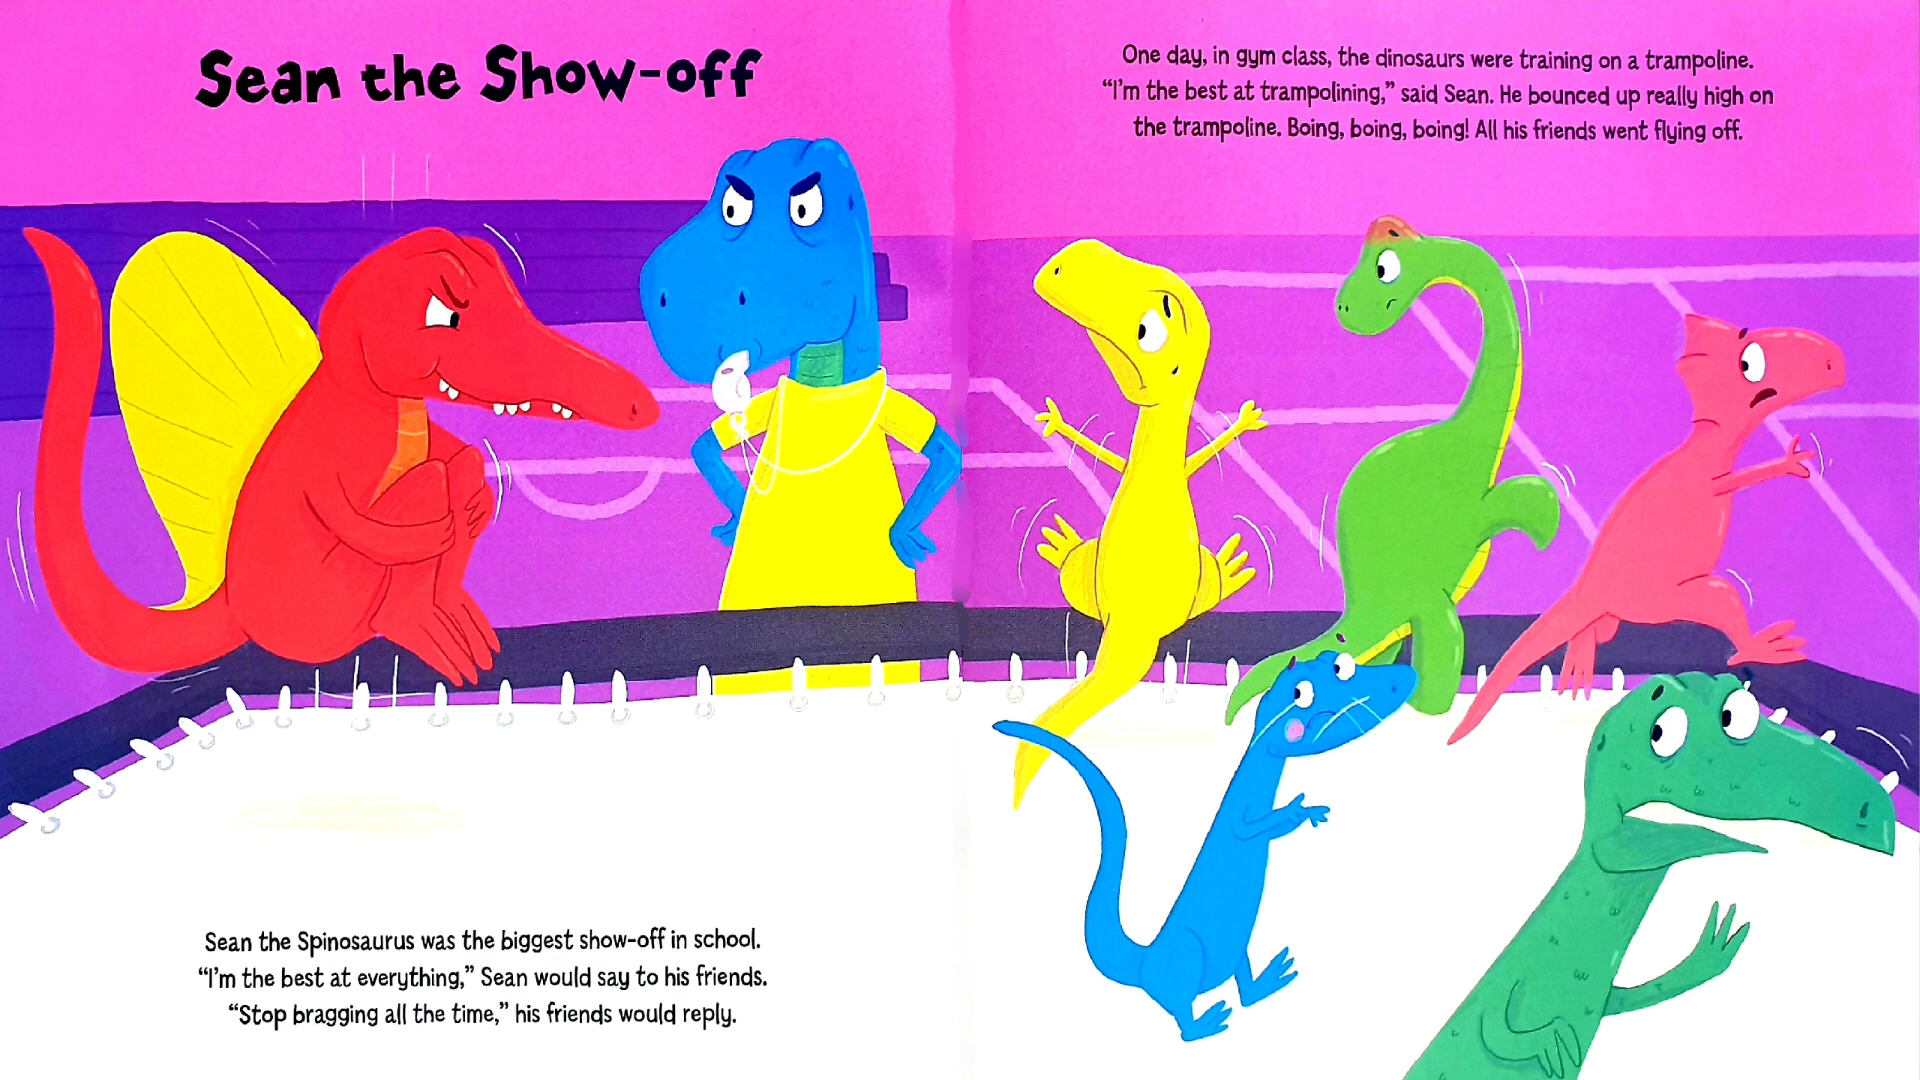 Sean the Show-off
Sean the Spinosaurus was the biggest show-off in school.
“I’m the best at everything,” Sean would say to his friends.
“Stop bragging all the time,” his friends would reply.
One day, in gym class, the dinosaurs were training on a trampoline.
“I’m the best at trampolining,” said Sean. He bounced up really high on
the trampoline. Boing, boing, boing! All his friends went flying off.